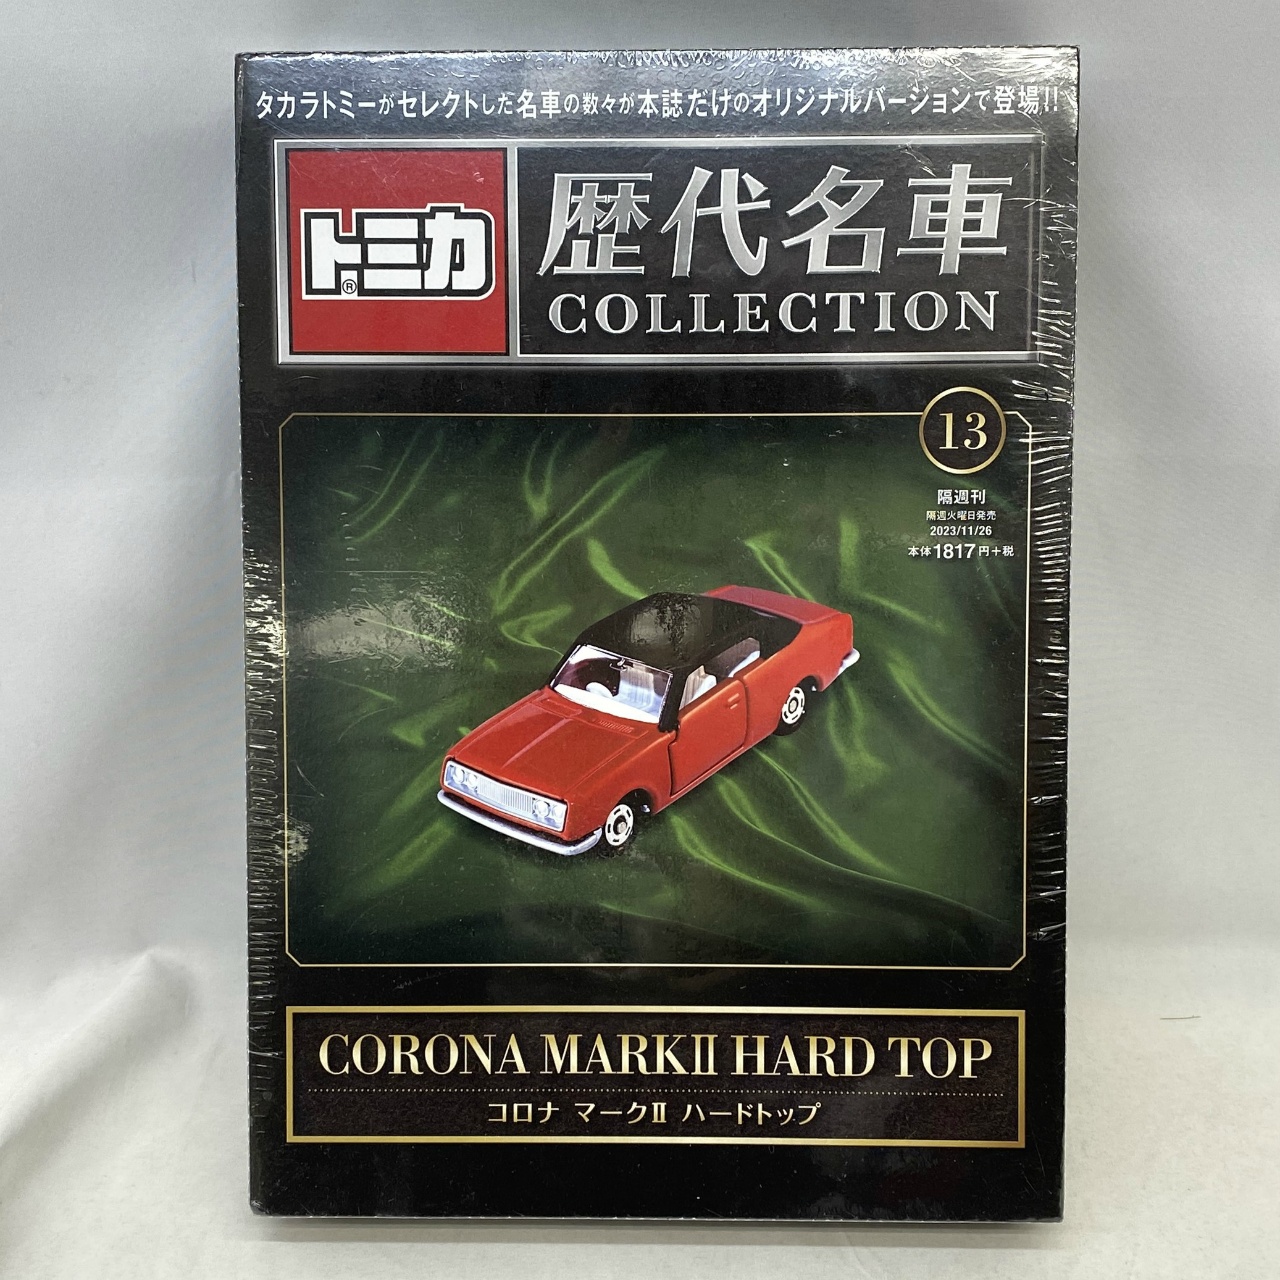 タカラトミーがセレクトした名車の数々が本誌だけのオリジナルバージョンで登場!!
トミカ®
歴代名車
COLLECTION
13
隔週刊
隔週火曜日発売
2023/11/26
本体1817円+税
CORONA MARKⅡ HARD TOP
コロナ マークⅡ ハードトップ